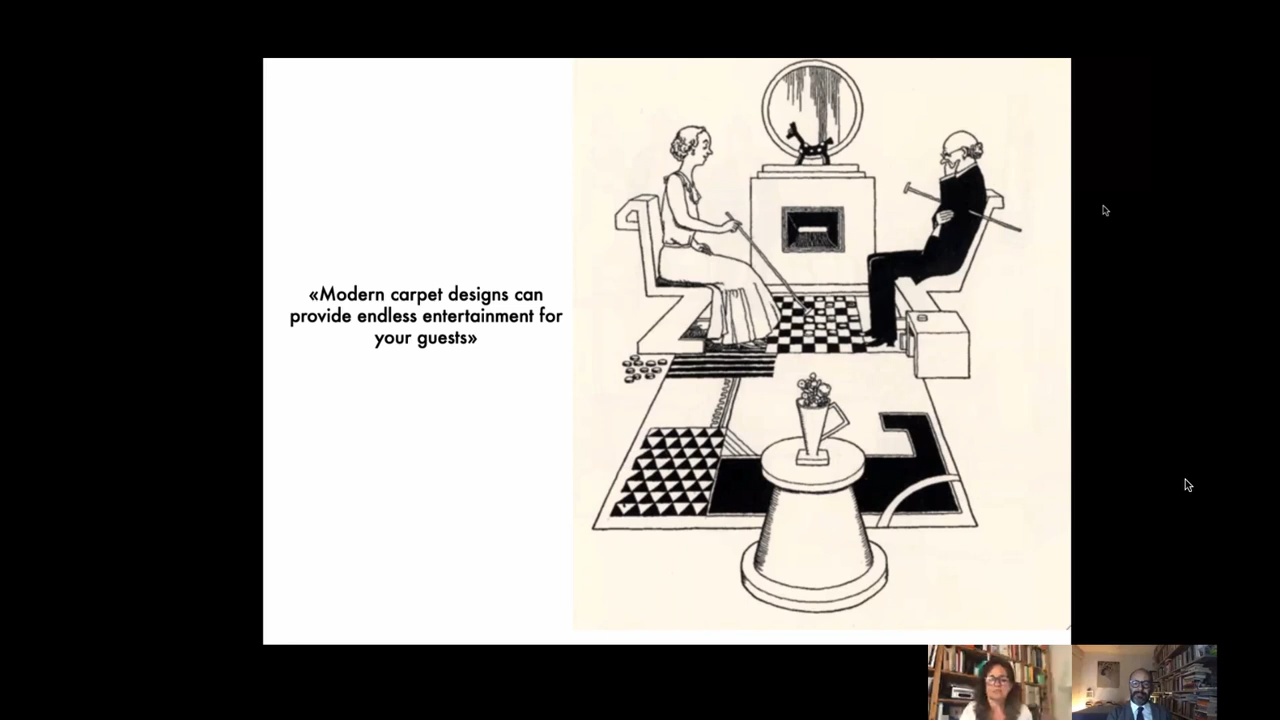 «Modern carpet designs can
provide endless entertainment for
your guests»